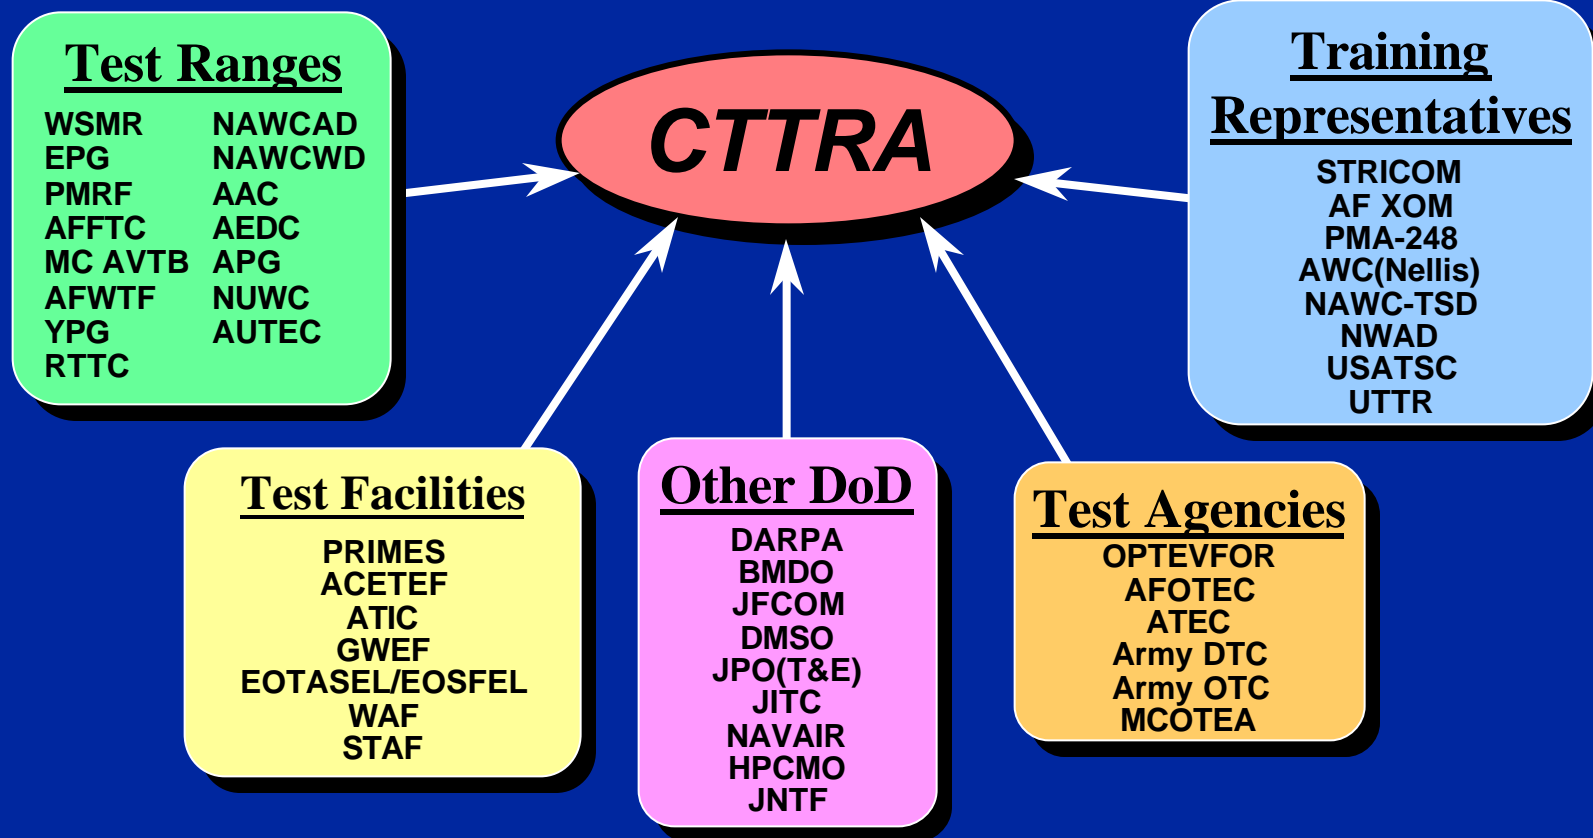 Test Ranges
WSMR NAWCAD
EPG NAWCWD
PMRF AAC
AFFTC AEDC
MC AVTB APG
AFWTF NUWC
YPG AUTEC
RTTC
CTTRA
Training
Representatives
STRICOM
AF XOM
PMA-248
AWC(Nellis)
NAWC-TSD
NWAD
USATSC
UTTR
Test Facilities
PRIMES
ACETEF
ATIC
GWEF
EOTASEL/EOSFEL
WAF
STAF
Other DoD
DARPA
BMDO
JFCOM
DMSO
JPO(T&E)
JITC
NAVAIR
HPCMO
JNTF
Test Agencies
OPTEVFOR
AFOTEC
ATEC
Army DTC
Army OTC
MCOTEA